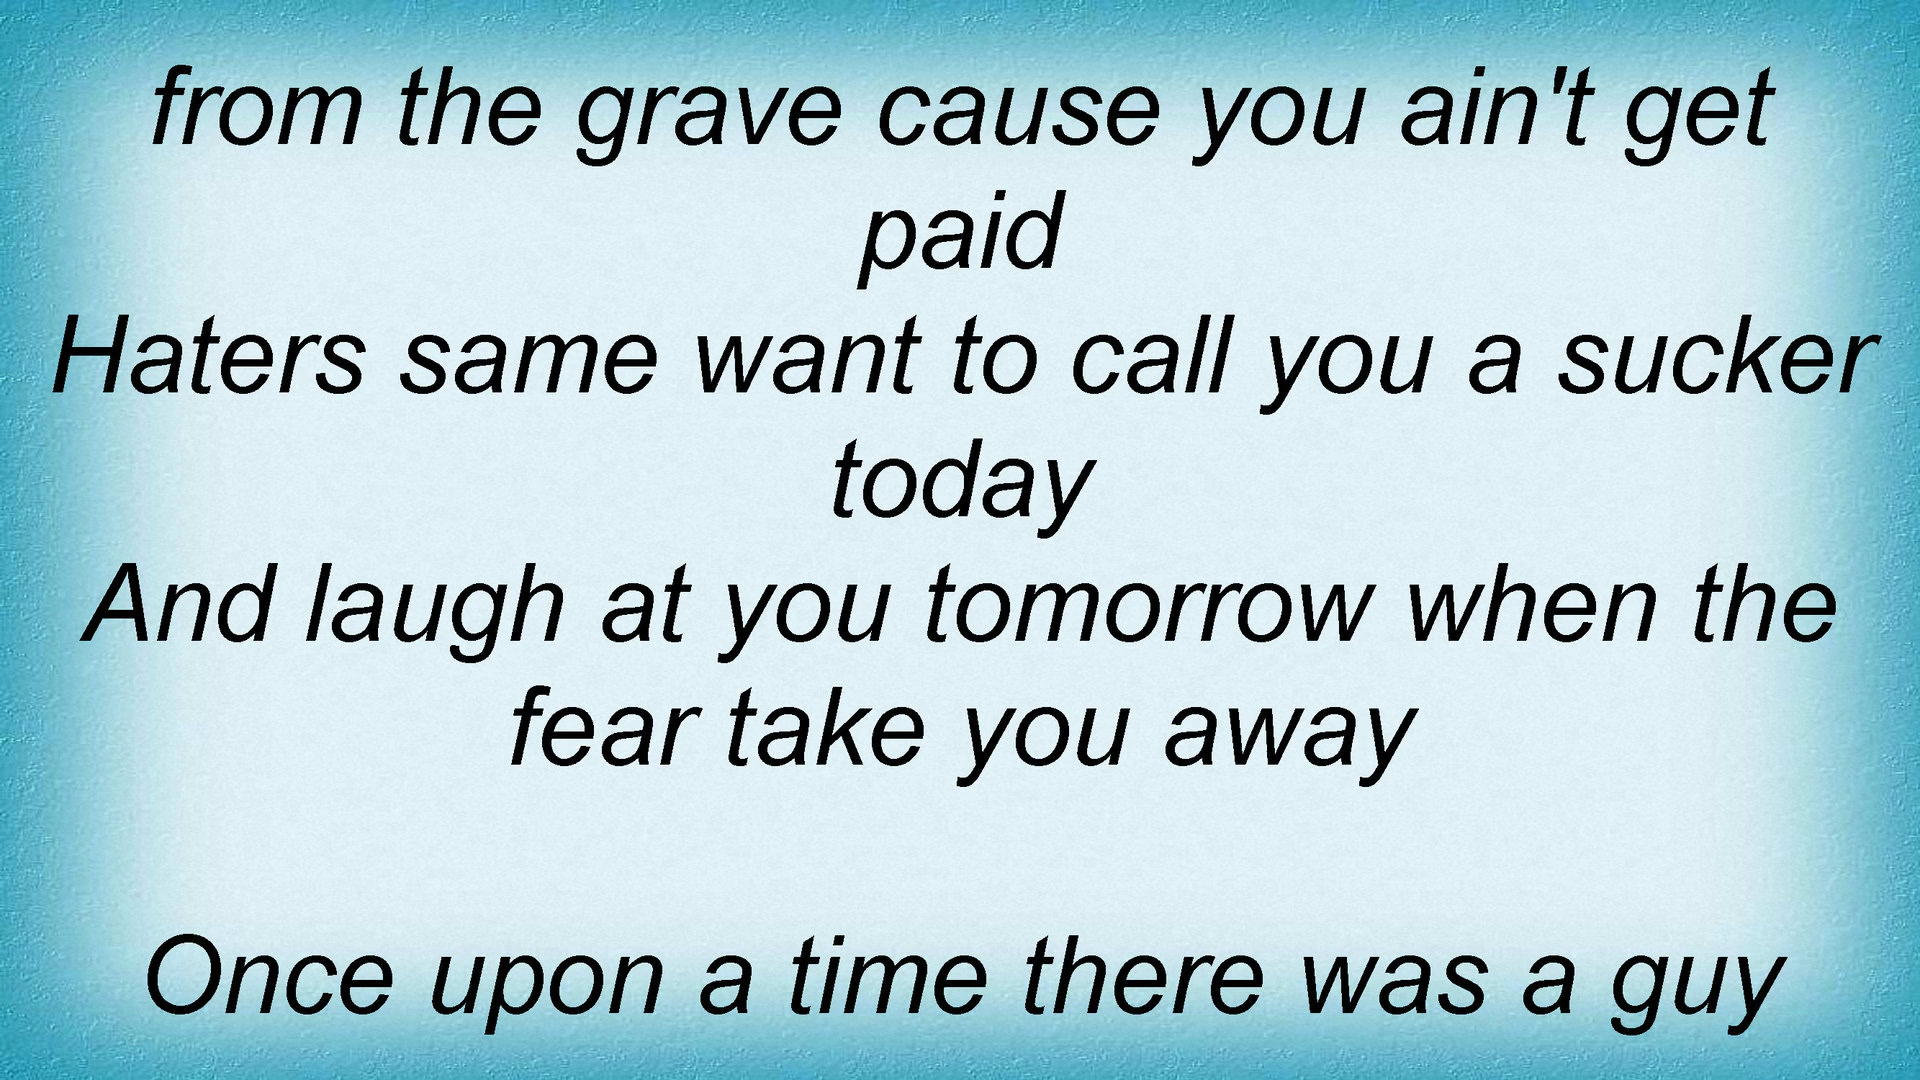 from the grave cause you ain't get
paid
Haters same want to call you a sucker
today
And laugh at you tomorrow when the
fear take you away
Once upon a time there was a guy